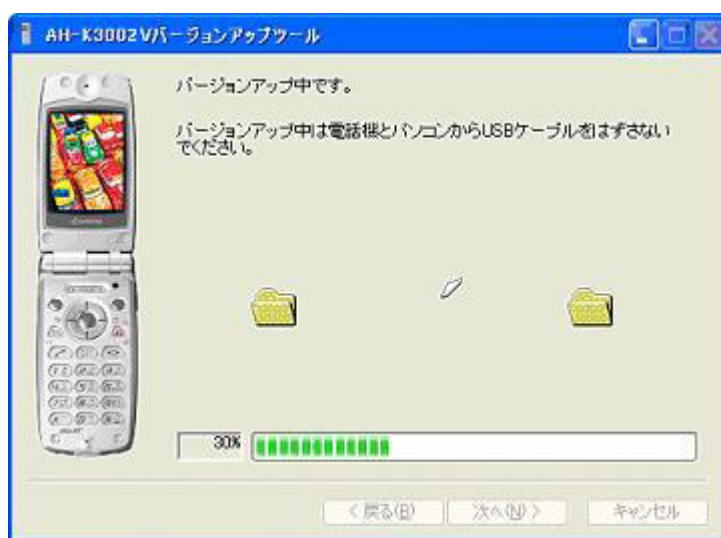 AH-K3002Vバージョンアップツール
バージョンアップ中です。
バージョンアップ中は電話機とパソコンからUSBケーブルをはずさない
でください。
30%
< 戻る(B)
次へ(N) >
キャンセル